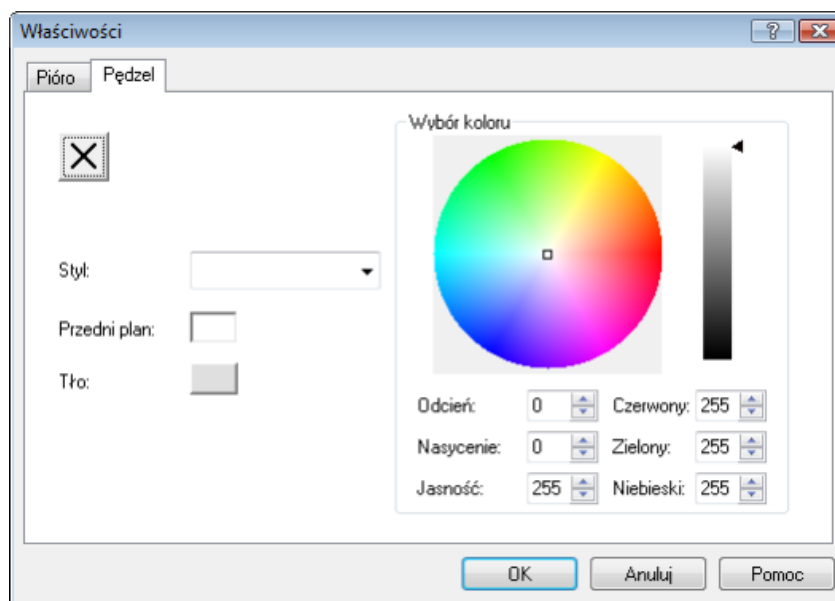 Właściwości
Pióro Pędzel
Wybór koloru
Styl:
Przedni plan:
Tło:
Odcień: 0 Czerwony: 255
Nasycenie: 0 Zielony: 255
Jasność: 255 Niebieski: 255
OK Anuluj Pomoc